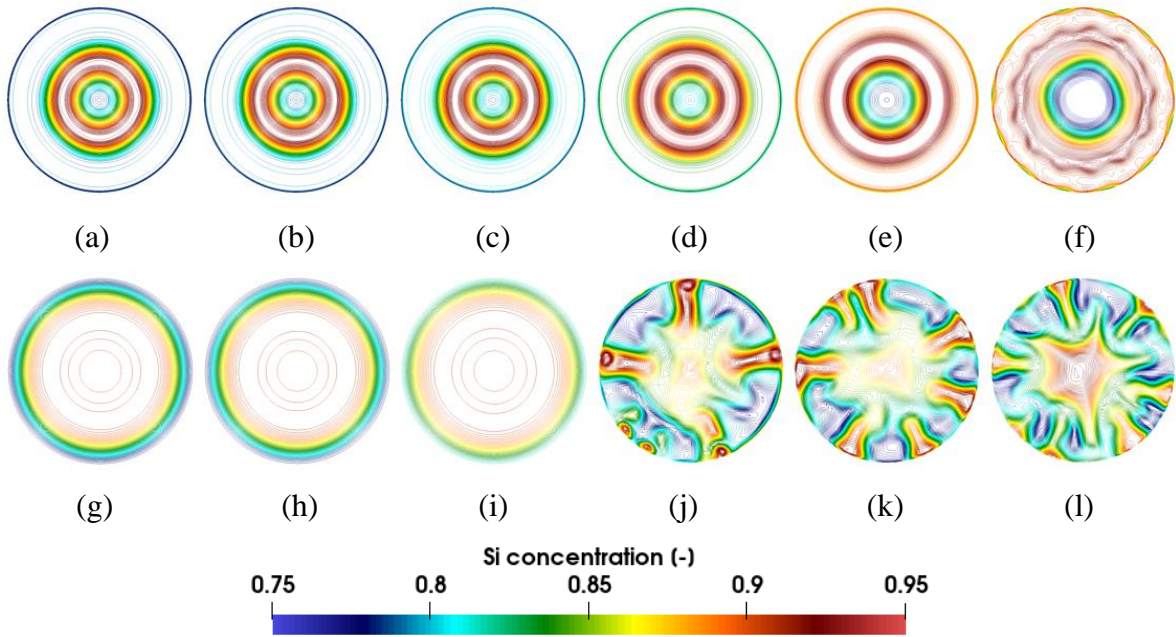 (a) (b) (c) (d) (e) (f)
(g) (h) (i) (j) (k) (l)
Si concentration (-)
0.75 0.8 0.85 0.9 0.95